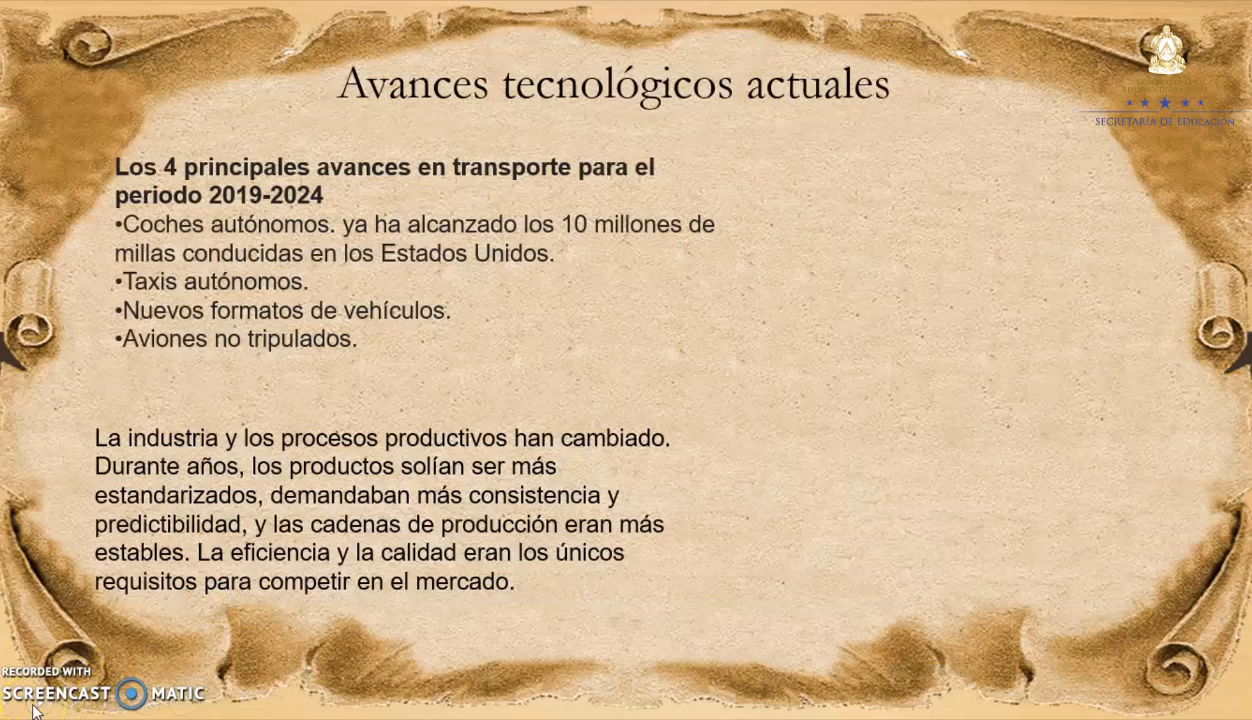 Avances tecnológicos actuales
SECRETARÍA DE EDUCACIÓN
Los 4 principales avances en transporte para el
periodo 2019-2024
•Coches autónomos. ya ha alcanzado los 10 millones de
millas conducidas en los Estados Unidos.
•Taxis autónomos.
•Nuevos formatos de vehículos.
•Aviones no tripulados.
La industria y los procesos productivos han cambiado.
Durante años, los productos solían ser más
estandarizados, demandaban más consistencia y
predictibilidad, y las cadenas de producción eran más
estables. La eficiencia y la calidad eran los únicos
requisitos para competir en el mercado.
RECORDED WITH
SCREENCAST MATIC